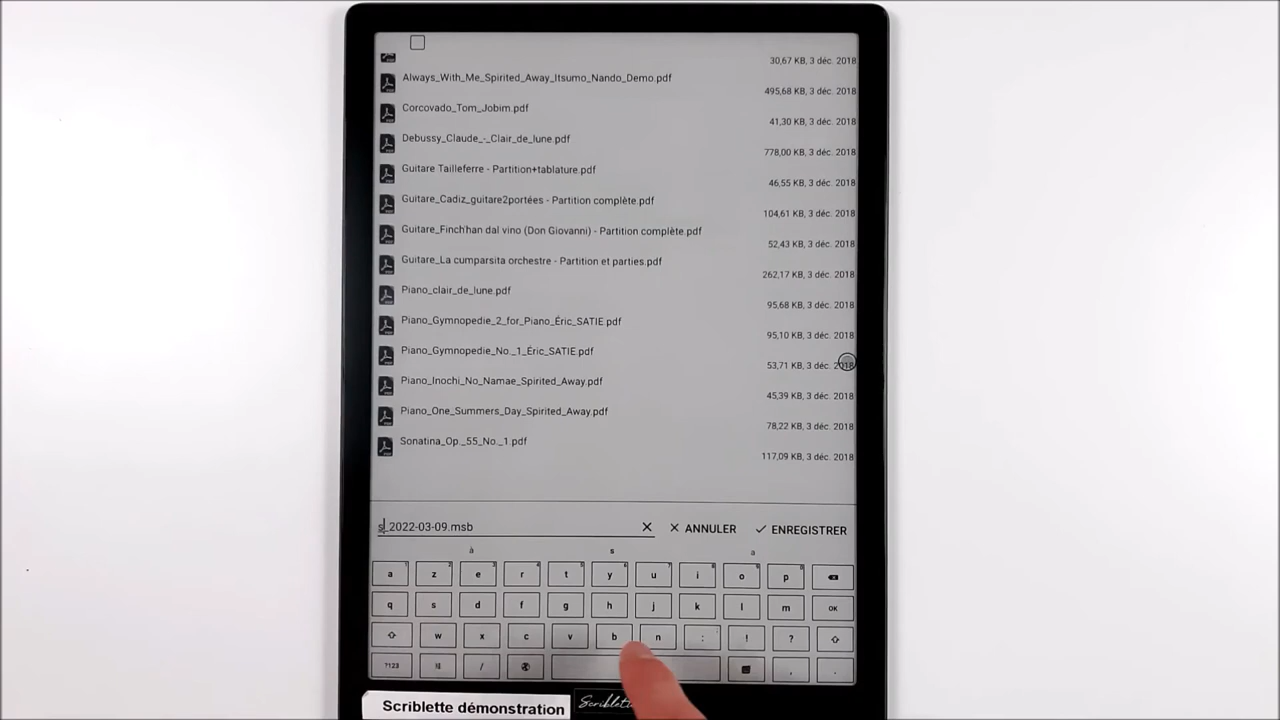 30,67 KB, 3 déc. 2018
Always_With_Me_Spirited_Away_Itsumo_Nando_Demo.pdf
495,68 KB, 3 déc. 2018
Corcovado_Tom_Jobim.pdf
41,30 KB, 3 déc. 2018
Debussy_Claude_-_Clair_de_lune.pdf
778,00 KB, 3 déc. 2018
Guitare Tailleferre - Partition+tablature.pdf
46,55 KB, 3 déc. 2018
Guitare_Cadiz_guitare2portées - Partition complète.pdf
104,61 KB, 3 déc. 2018
Guitare_Finch'han dal vino (Don Giovanni) - Partition complète.pdf
52,43 KB, 3 déc. 2018
Guitare_La cumparsita orchestre - Partition et parties.pdf
262,17 KB, 3 déc. 2018
Piano_clair_de_lune.pdf
95,68 KB, 3 déc. 2018
Piano_Gymnopedie_2_for_Piano_Éric_SATIE.pdf
95,10 KB, 3 déc. 2018
Piano_Gymnopedie_No._1_Éric_SATIE.pdf
53,71 KB, 3 déc. 2018
Piano_Inochi_No_Namae_Spirited_Away.pdf
45,39 KB, 3 déc. 2018
Piano_One_Summers_Day_Spirited_Away.pdf
78,22 KB, 3 déc. 2018
Sonatina_Op._55_No._1.pdf
117,09 KB, 3 déc. 2018
s_2022-03-09.msb × × ANNULER ✓ ENREGISTRER
à s a
a z e r t y u i o p
q s d f g h j k l m OK
w x c v b n : ! ?
?123 / , .
Scriblette démonstration